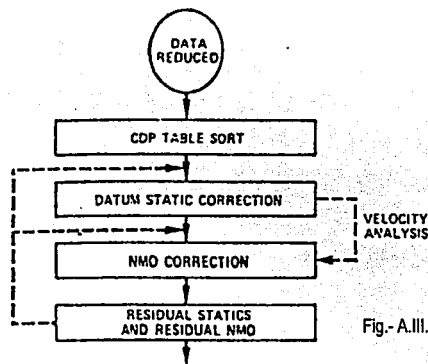 DATA
REDUCED
CDP TABLE SORT
DATUM STATIC CORRECTION
VELOCITY
ANALYSIS
NMO CORRECTION
RESIDUAL STATICS
AND RESIDUAL NMO
Fig.- A.III.